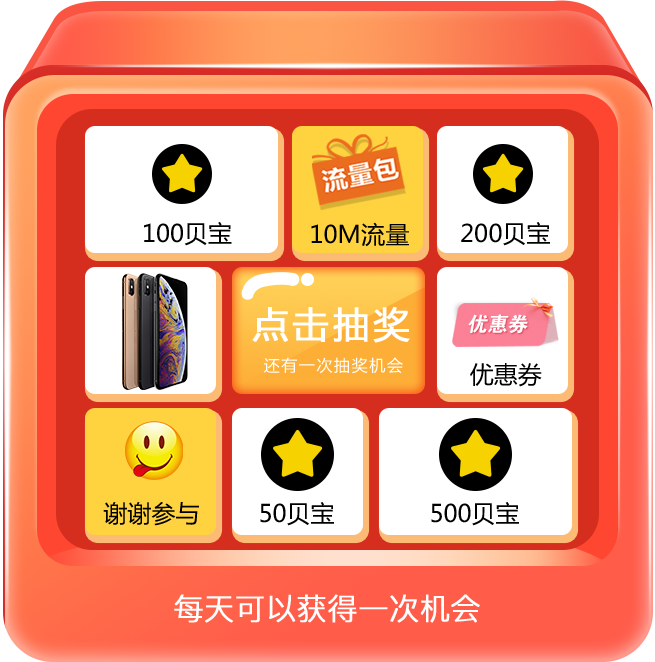 流量包
100贝宝
10M流量
200贝宝
点击抽奖
还有一次抽奖机会
优惠券
优惠券
谢谢参与
50贝宝
500贝宝
每天可以获得一次机会